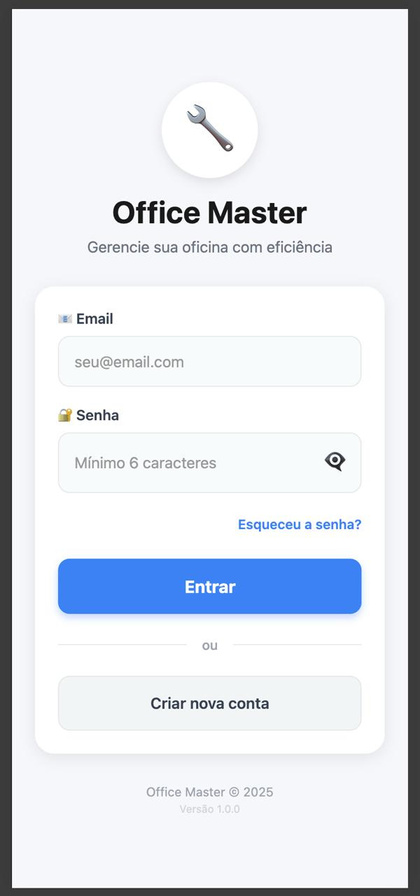 Office Master
Gerencie sua oficina com eficiência
Email
seu@email.com
Senha
Mínimo 6 caracteres
Esqueceu a senha?
Entrar
ou
Criar nova conta
Office Master © 2025
Versão 1.0.0